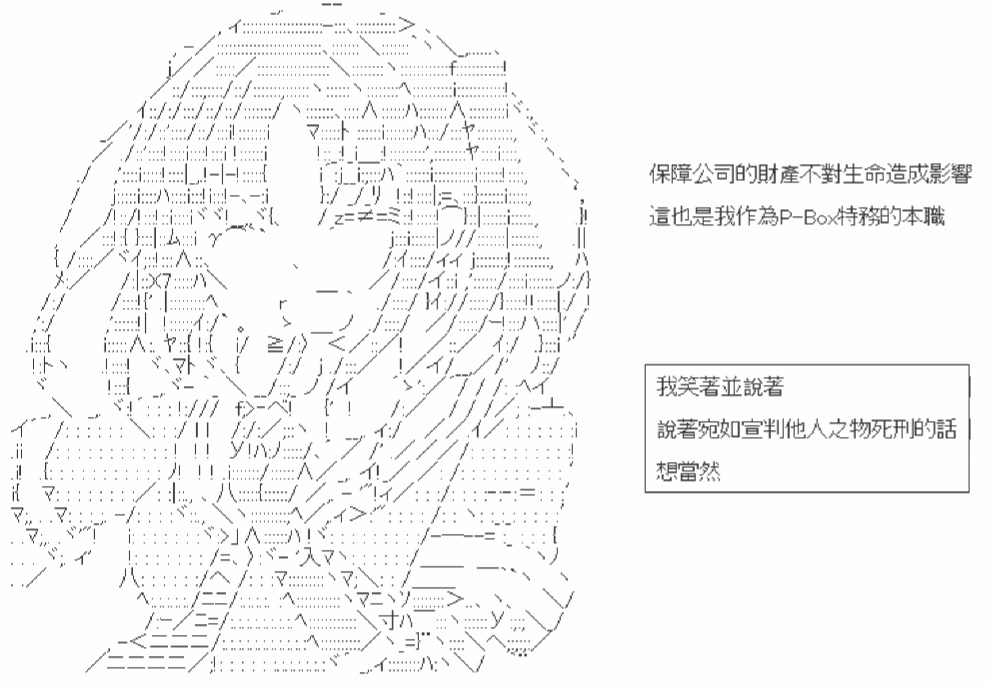 保障公司的財產不對生命造成影響
這也是我作為P-Box特務的本職
我笑著並說著
說著宛如宣判他人之物死刑的話
想當然